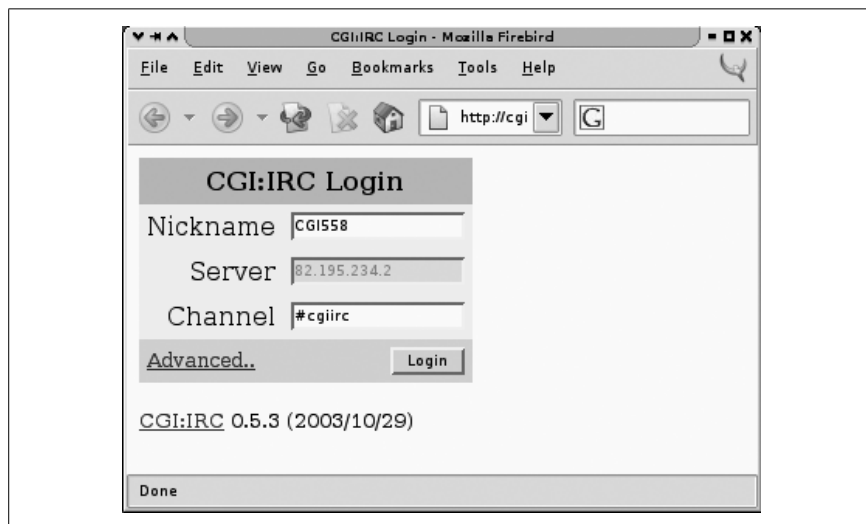 CGI:IRC Login - Mozilla Firebird
File Edit View Go Bookmarks Tools Help
http://cgi G
CGI:IRC Login
Nickname CGI558
Server 82.195.234.2
Channel #cgiirc
Advanced.. Login
CGI:IRC 0.5.3 (2003/10/29)
Done